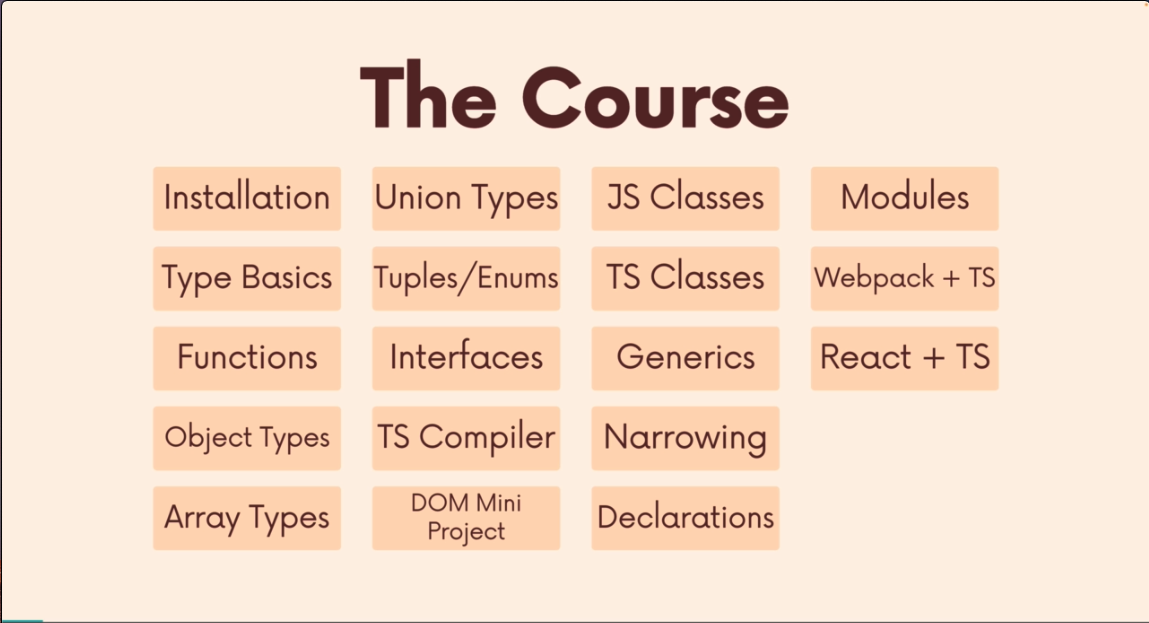 The Course
Installation
Type Basics
Functions
Object Types
Array Types
Union Types
Tuples/Enums
Interfaces
TS Compiler
DOM Mini
Project
JS Classes
TS Classes
Generics
Narrowing
Declarations
Modules
Webpack + TS
React + TS